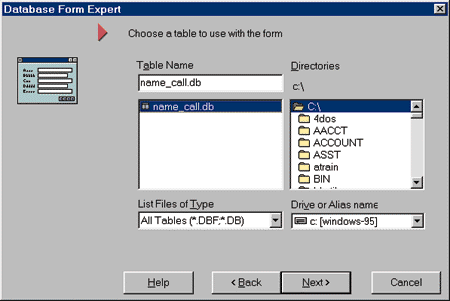 Database Form Expert
Choose a table to use with the form
Table Name
Directories
name_call.db
c:\
name_call.db
C:\
4dos
AACCT
ACCOUNT
ASST
atrain
BIN
List Files of Type
Drive or Alias name
All Tables (*.DBF;*.DB)
c: [windows-95]
Help
< Back
Next>
Cancel